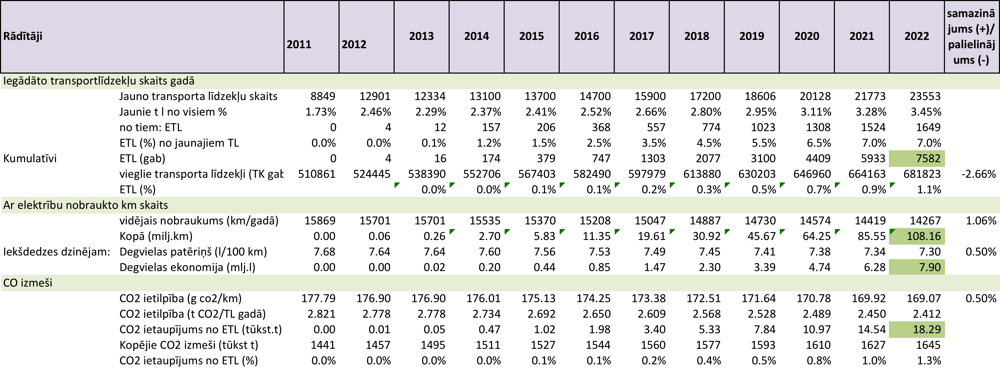 Rādītāji 2011 2012 2013 2014 2015 2016 2017 2018 2019 2020 2021 2022 samazinā
jums (+)/
palielināj
ums (-)
Iegādāto transportlīdzekļu skaits gadā
Jauno transporta līdzekļu skaits 8849 12901 12334 13100 13700 14700 15900 17200 18606 20128 21773 23553
Jaunie t l no visiem % 1.73% 2.46% 2.29% 2.37% 2.41% 2.52% 2.66% 2.80% 2.95% 3.11% 3.28% 3.45%
no tiem: ETL 0 4 12 157 206 368 557 774 1023 1308 1524 1649
ETL (%) no jaunajiem TL 0.0% 0.0% 0.1% 1.2% 1.5% 2.5% 3.5% 4.5% 5.5% 6.5% 7.0% 7.0%
Kumulatīvi ETL (gab) 0 4 16 174 379 747 1303 2077 3100 4409 5933 7582
vieglie transporta līdzekļi (TK gab 510861 524445 538390 552706 567403 582490 597979 613880 630203 646960 664163 681823 -2.66%
ETL (%) 0.0% 0.0% 0.1% 0.1% 0.2% 0.3% 0.5% 0.7% 0.9% 1.1%
Ar elektrību nobraukto km skaits
vidējais nobraukums (km/gadā) 15869 15701 15701 15535 15370 15208 15047 14887 14730 14574 14419 14267 1.06%
Kopā (milj.km) 0.00 0.06 0.26 2.70 5.83 11.35 19.61 30.92 45.67 64.25 85.55 108.16
Iekšdedzes dzinējam: Degvielas patēriņš (l/100 km) 7.68 7.64 7.64 7.60 7.56 7.53 7.49 7.45 7.41 7.38 7.34 7.30 0.50%
Degvielas ekonomija (mlj.l) 0.00 0.00 0.02 0.20 0.44 0.85 1.47 2.30 3.39 4.74 6.28 7.90
CO izmeši
CO2 ietilpība (g co2/km) 177.79 176.90 176.90 176.01 175.13 174.25 173.38 172.51 171.64 170.78 169.92 169.07 0.50%
CO2 ietilpība (t CO2/TL gadā) 2.821 2.778 2.778 2.734 2.692 2.650 2.609 2.568 2.528 2.489 2.450 2.412
CO2 ietaupījums no ETL (tūkst.t) 0.00 0.01 0.05 0.47 1.02 1.98 3.40 5.33 7.84 10.97 14.54 18.29
Kopējie CO2 izmeši (tūkst t) 1441 1457 1495 1511 1527 1544 1560 1577 1593 1610 1627 1645
CO2 ietaupījums no ETL (%) 0.0% 0.0% 0.0% 0.0% 0.1% 0.1% 0.2% 0.4% 0.5% 0.8% 1.0% 1.3%